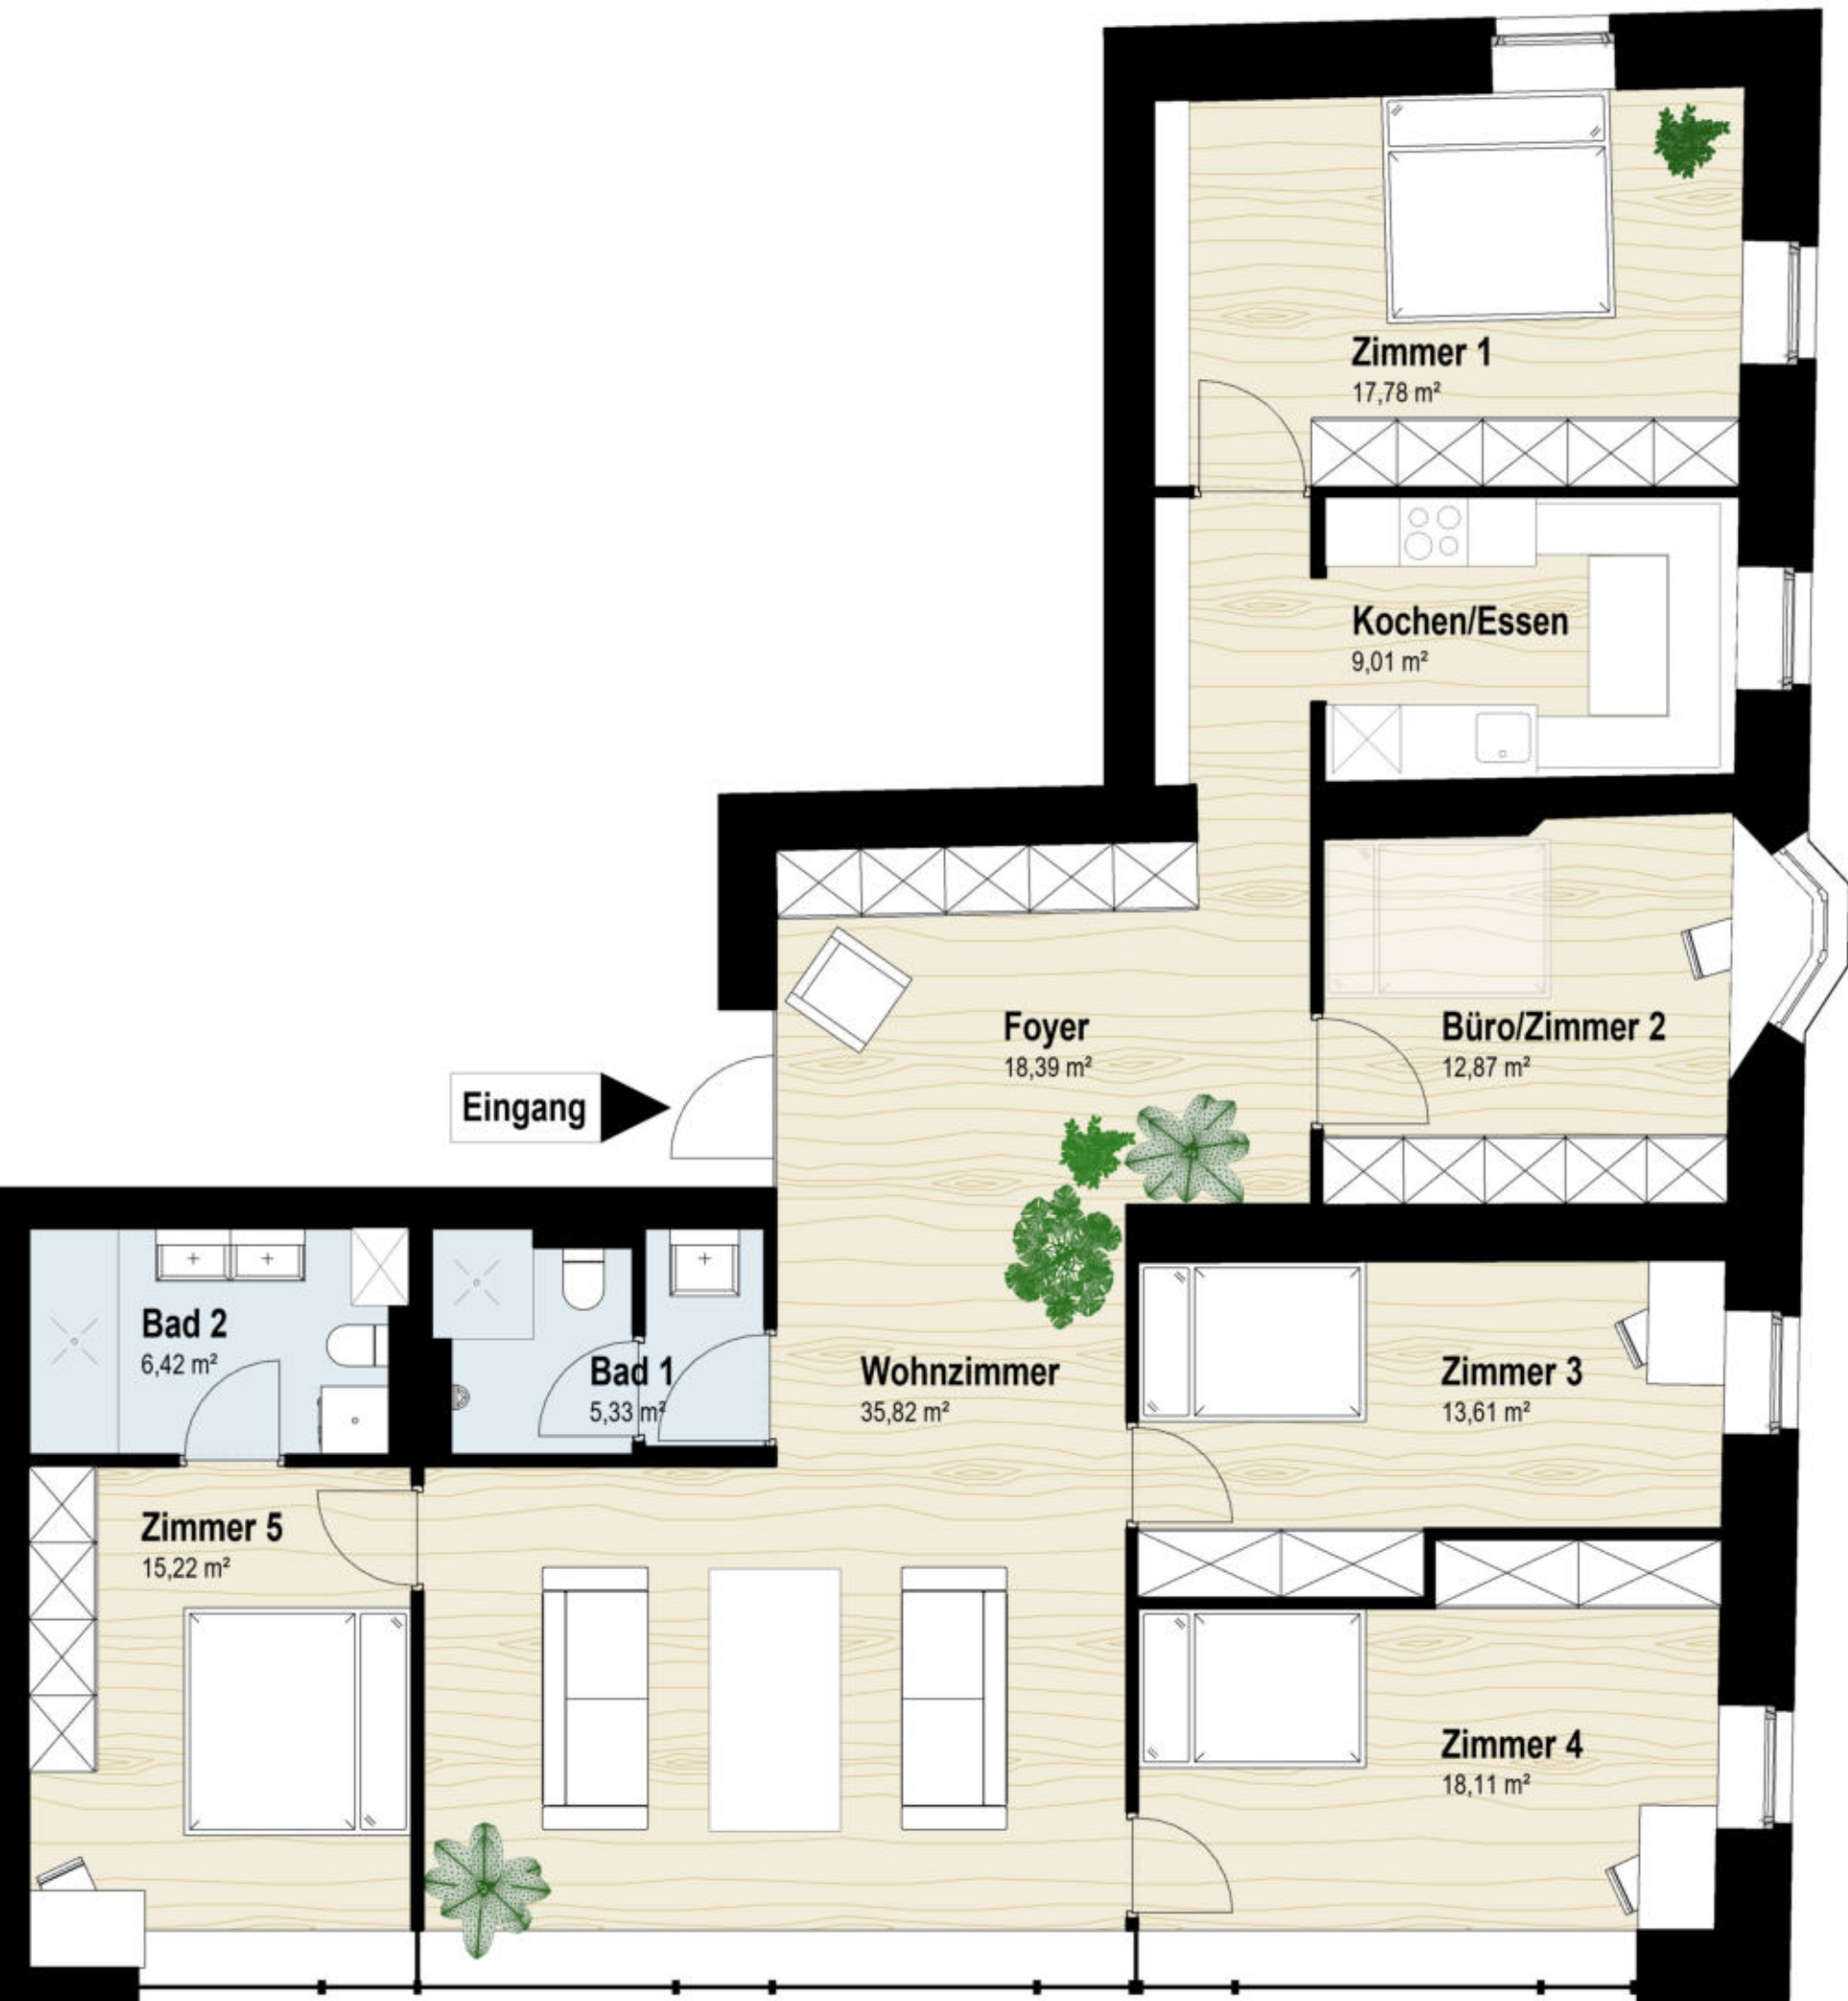 Zimmer 1
17,78 m²
Kochen/Essen
9,01 m²
Foyer
18,39 m²
Büro/Zimmer 2
12,87 m²
Eingang
Bad 2
6,42 m²
Bad 1
5,33 m²
Wohnzimmer
35,82 m²
Zimmer 3
13,61 m²
Zimmer 5
15,22 m²
Zimmer 4
18,11 m²